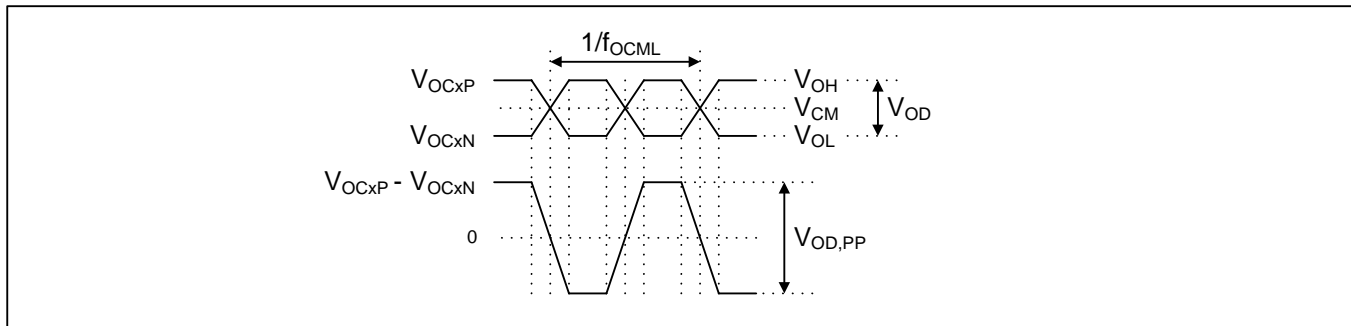 1/fOCML
VOCxP
VOH
VCM
VOD
VOCxN
VOL
VOCxP - VOCxN
0
VOD,PP